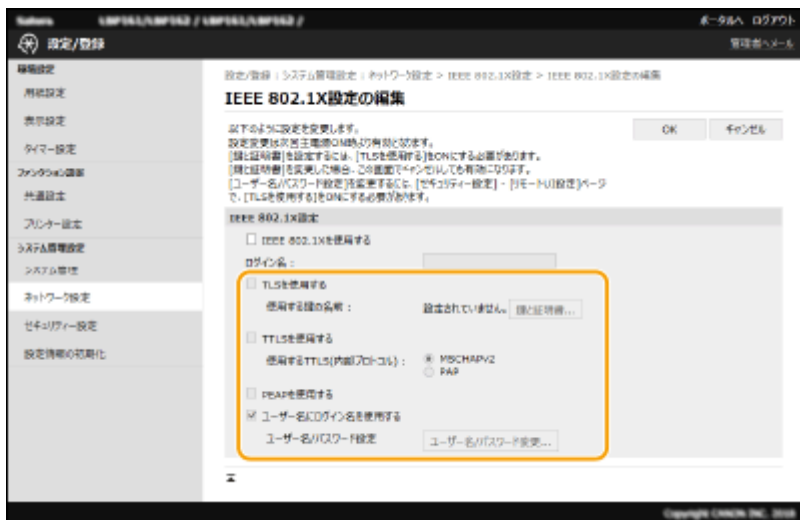 LBP161/LBP162 / LBP161/LBP162 /
ポータルへ ログアウト
設定/登録
管理者へメール
環境設定
用紙設定
表示設定
タイマー設定
ファンクション設定
共通設定
プリンター設定
システム管理設定
システム管理
ネットワーク設定
セキュリティー設定
設定情報の初期化
設定/登録 : システム管理設定 : ネットワーク設定 > IEEE 802.1X設定 > IEEE 802.1X設定の編集
IEEE 802.1X設定の編集
以下のように設定を変更します。
設定変更は次回主電源ON時より有効となります。
[鍵と証明書]を設定するには、[TLSを使用する]をONにする必要があります。
[鍵と証明書]を変更した場合、この画面でキャンセルしても有効になります。
[ユーザー名/パスワード設定]を変更するには、[セキュリティー設定] - [リモートUI設定]ページ
で、[TLSを使用する]をONにする必要があります。
OK
キャンセル
IEEE 802.1X設定
IEEE 802.1Xを使用する
ログイン名 :
TLSを使用する
使用する鍵の名前 : 設定されていません。 鍵と証明書...
TTLSを使用する
使用するTTLS(内部プロトコル) : MSCHAPv2
PAP
PEAPを使用する
ユーザー名にログイン名を使用する
ユーザー名/パスワード設定 ユーザー名/パスワード変更...
Copyright CANON INC. 2018